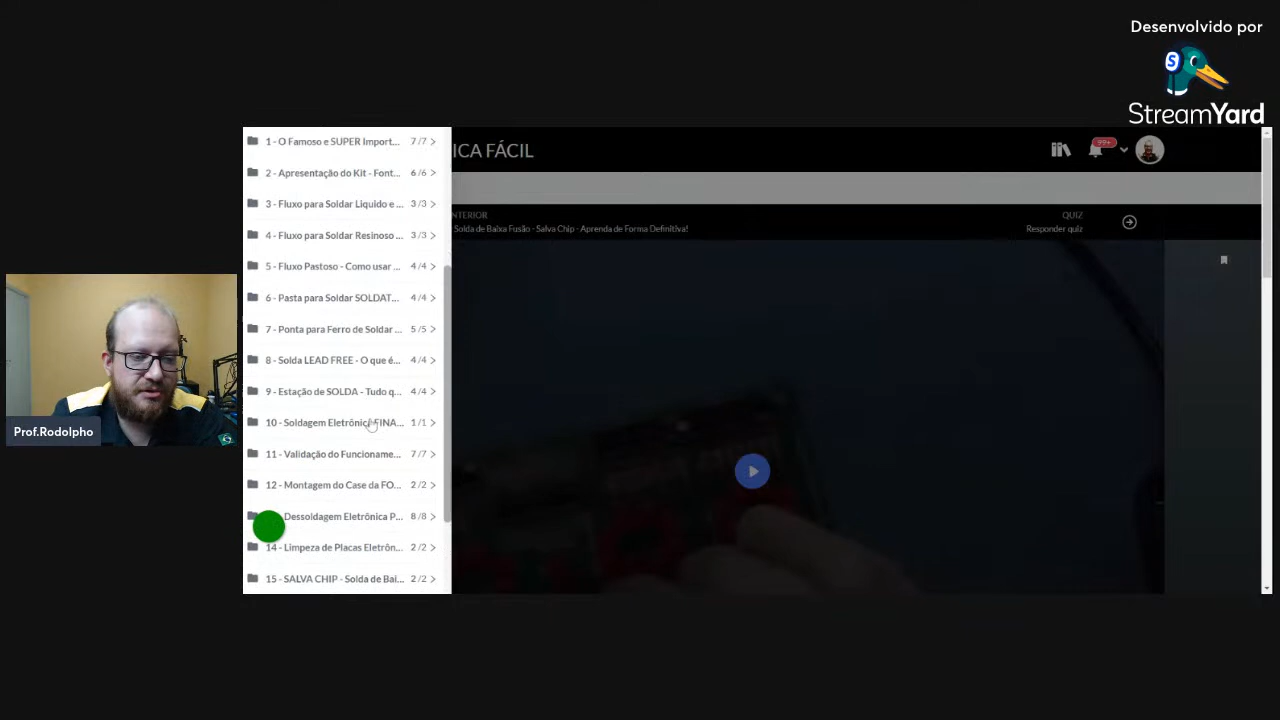 Desenvolvido por
StreamYard
1 - O Famoso e SUPER Import... 7/7
ICA FÁCIL
99+
2 - Apresentação do Kit - Font... 6/6
3 - Fluxo para Soldar Liquido e ... 3/3
NTERIOR
Solda de Baixa Fusão - Salva Chip - Aprenda de Forma Definitiva!
QUIZ
Responder quiz
4 - Fluxo para Soldar Resinoso ... 3/3
5 - Fluxo Pastoso - Como usar ... 4/4
6 - Pasta para Soldar SOLDAT... 4/4
7 - Ponta para Ferro de Soldar ... 5/5
8 - Solda LEAD FREE - O que é... 4/4
9 - Estação de SOLDA - Tudo q... 4/4
10 - Soldagem Eletrônica FINA... 1/1
11 - Validação do Funcioname... 7/7
12 - Montagem do Case da FO... 2/2
Dessoldagem Eletrônica P... 8/8
14 - Limpeza de Placas Eletrôn... 2/2
15 - SALVA CHIP - Solda de Bai... 2/2
Prof.Rodolpho